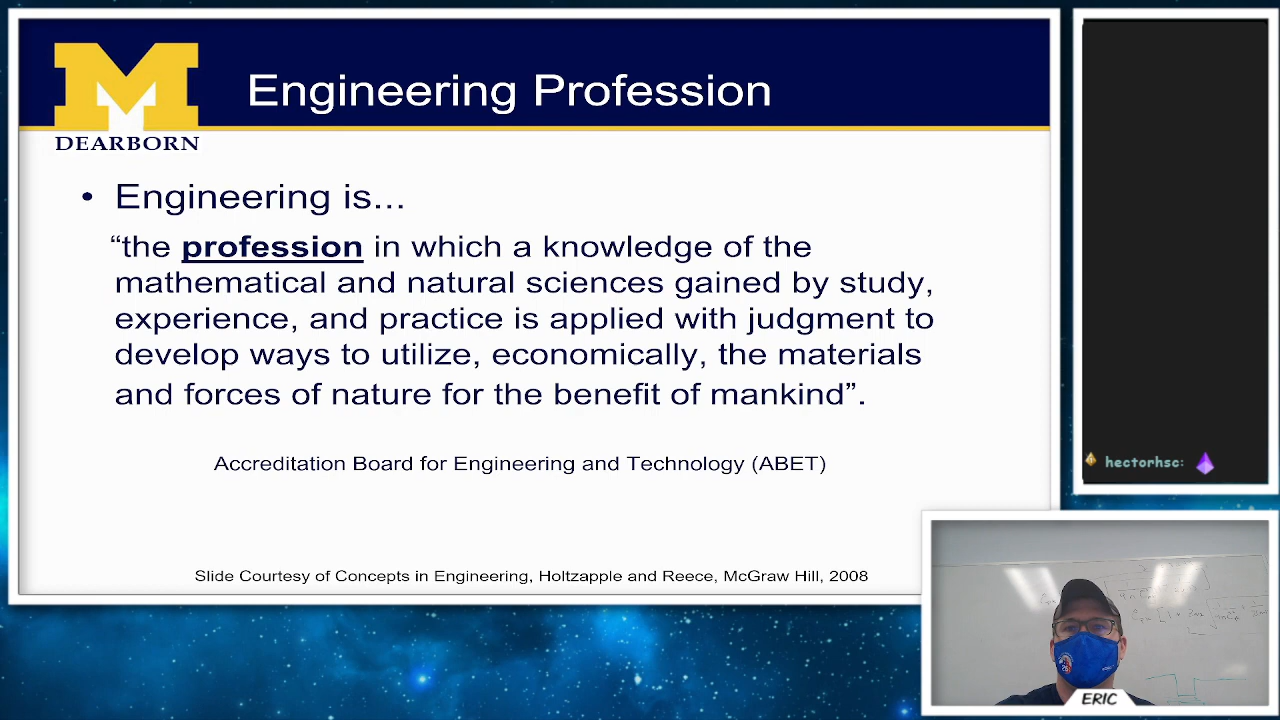 Engineering Profession
DEARBORN
• Engineering is...
“the profession in which a knowledge of the
mathematical and natural sciences gained by study,
experience, and practice is applied with judgment to
develop ways to utilize, economically, the materials
and forces of nature for the benefit of mankind”.
Accreditation Board for Engineering and Technology (ABET)
Slide Courtesy of Concepts in Engineering, Holtzapple and Reece, McGraw Hill, 2008
hectorhsc:
ERIC